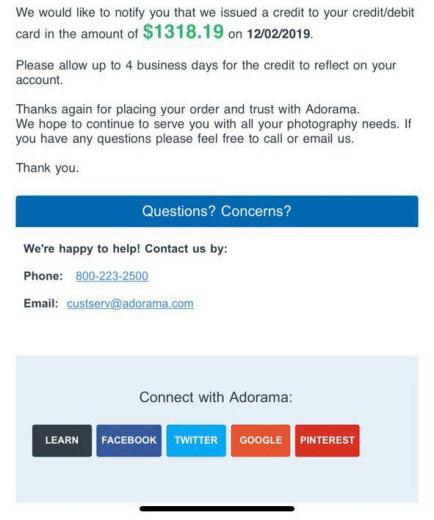 We would like to notify you that we issued a credit to your credit/debit
card in the amount of $1318.19 on 12/02/2019.
Please allow up to 4 business days for the credit to reflect on your
account.
Thanks again for placing your order and trust with Adorama.
We hope to continue to serve you with all your photography needs. If
you have any questions please feel free to call or email us.
Thank you.
Questions? Concerns?
We're happy to help! Contact us by:
Phone: 800-223-2500
Email: custserv@adorama.com
Connect with Adorama:
LEARN FACEBOOK TWITTER GOOGLE PINTEREST